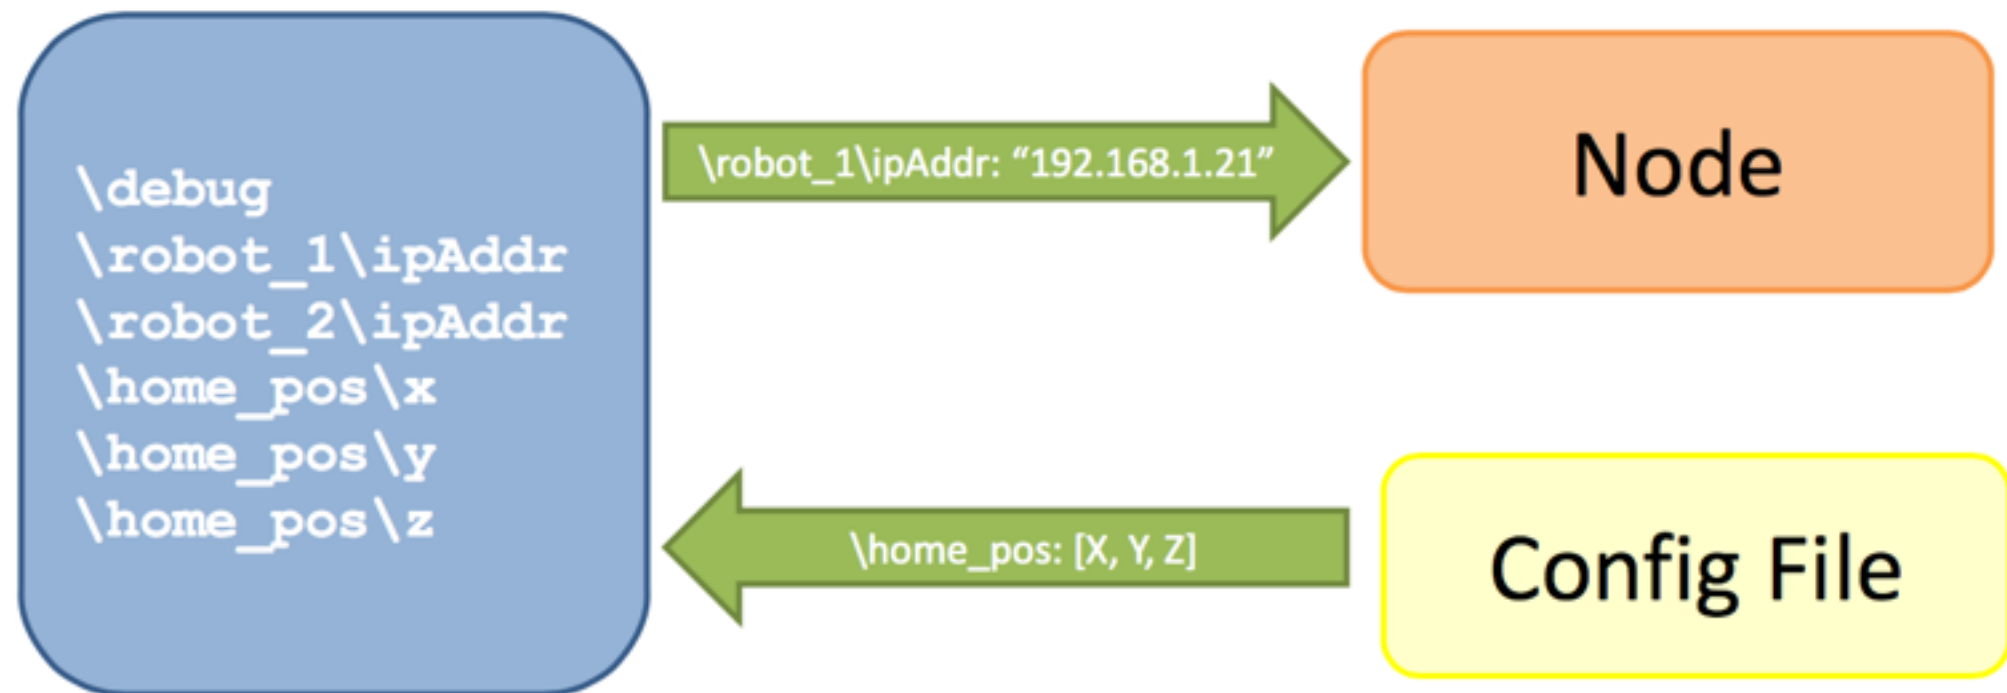 \debug
\robot_1\ipAddr
\robot_2\ipAddr
\home_pos\x
\home_pos\y
\home_pos\z
\robot_1\ipAddr: “192.168.1.21”
Node
\home_pos: [X, Y, Z]
Config File